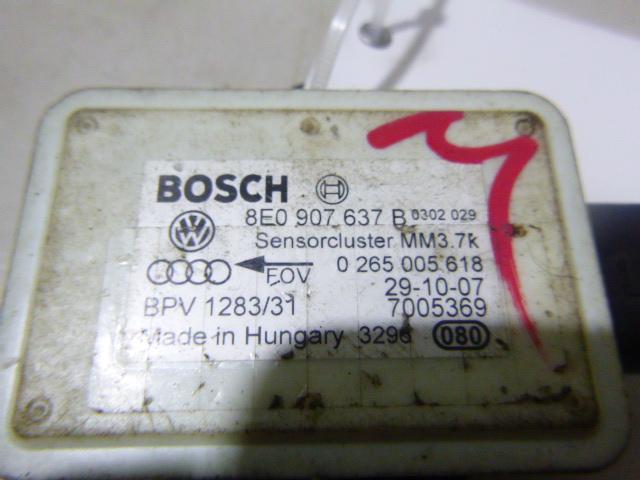 BOSCH
8E0 907 637 B 0302 029
Sensorcluster MM3.7k
FOV 0 265 005 618
29-10-07
BPV 1283/31 7005369
Made in Hungary 3296 080